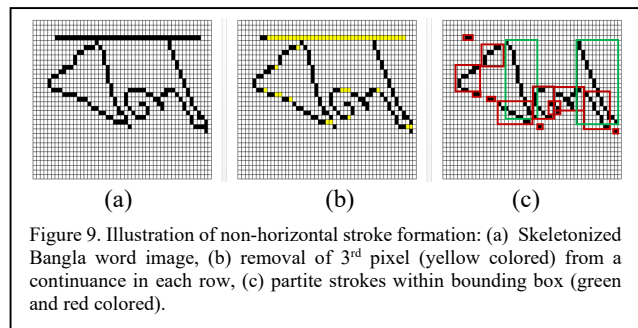 (a) (b) (c)
Figure 9. Illustration of non-horizontal stroke formation: (a) Skeletonized
Bangla word image, (b) removal of 3rd pixel (yellow colored) from a
continuance in each row, (c) partite strokes within bounding box (green
and red colored).